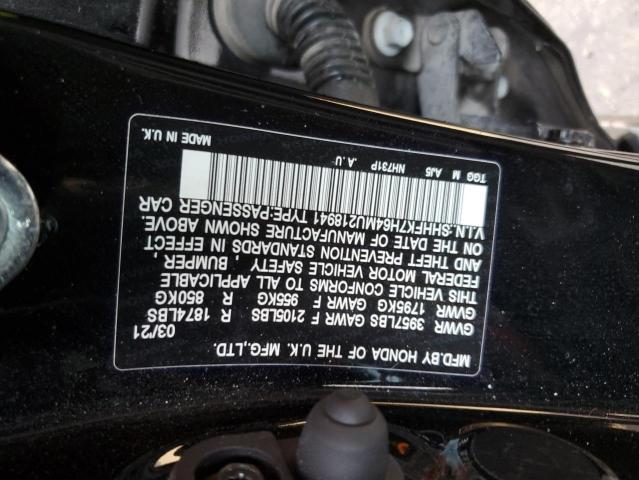 MFD.BY HONDA OF THE U.K. MFG.,LTD.
03/'21
GVWR 3957LBS GAWR F 2105LBS R 1874LBS
GVWR 1795KG GAWR F 955KG R 850KG
THIS VEHICLE CONFORMS TO ALL APPLICABLE
FEDERAL MOTOR VEHICLE SAFETY , BUMPER ,
AND THEFT PREVENTION STANDARDS IN EFFECT
ON THE DATE OF MANUFACTURE SHOWN ABOVE.
V.I.N.:SHHFK7H64MU218941 TYPE:PASSENGER CAR
TGG M AJ5 NH731P .A.U MADE IN U.K.